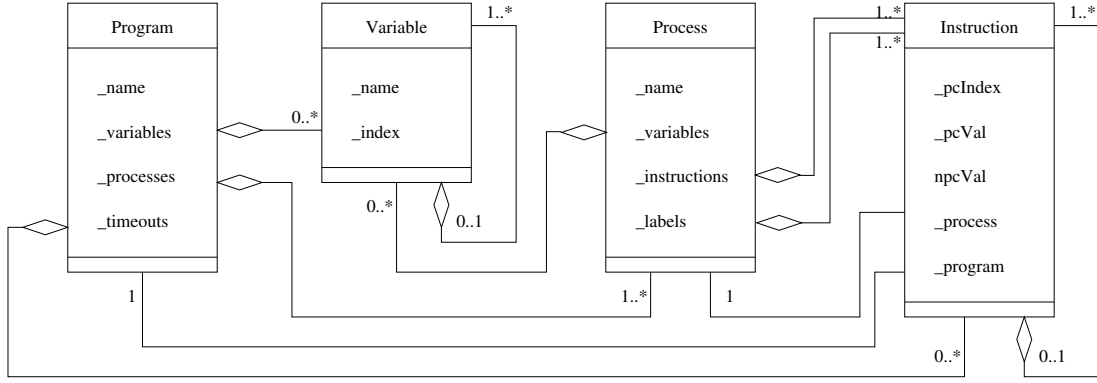 Program
_name
_variables
_processes
_timeouts
1
0..*
Variable
_name
_index
1..*
0..*
0..1
Process
_name
_variables
_instructions
_labels
1..*
1
1..*
1..*
Instruction
_pcIndex
_pcVal
npcVal
_process
_program
1..*
0..*
0..1